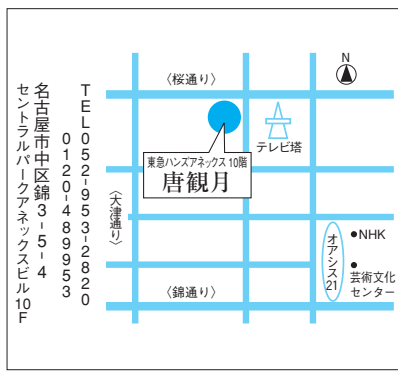 〈桜通り〉
N
テレビ塔
東急ハンズアネックス 10階
唐観月
〈大津通り〉
オアシス21
●NHK
●芸術文化
センター
〈錦通り〉
TEL052-953-2820
0120-489953
名古屋市中区錦3-5-4
セントラルパークアネックスビル10F